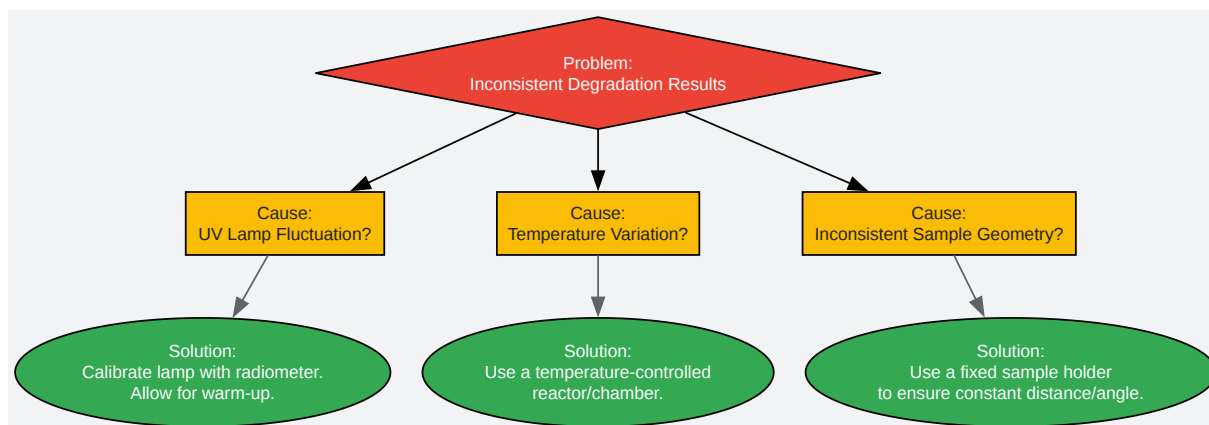 Problem:
Inconsistent Degradation Results
Cause:
UV Lamp Fluctuation?
Cause:
Temperature Variation?
Cause:
Inconsistent Sample Geometry?
Solution:
Calibrate lamp with radiometer.
Allow for warm-up.
Solution:
Use a temperature-controlled
reactor/chamber.
Solution:
Use a fixed sample holder
to ensure constant distance/angle.